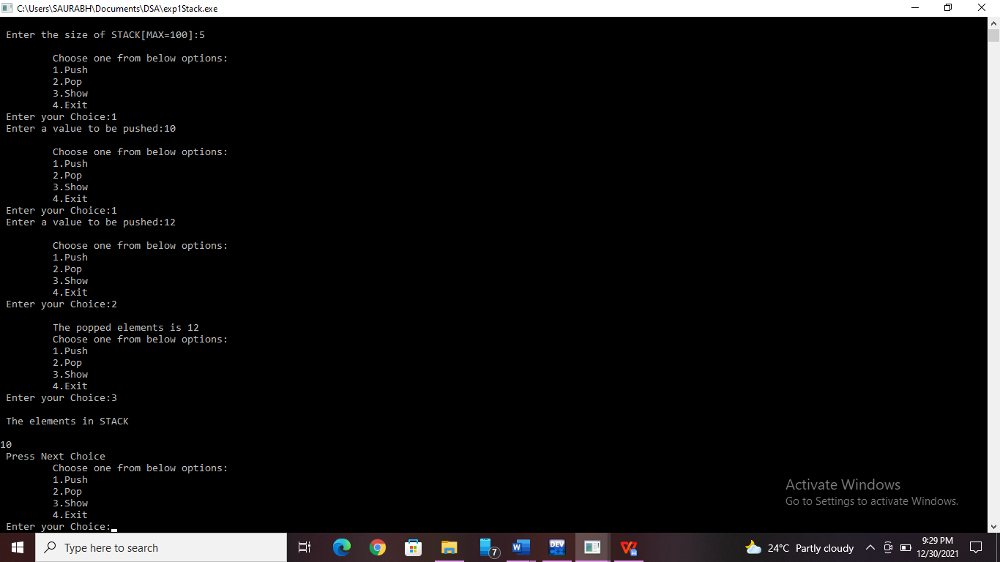 C:\Users\SAURABH\Documents\DSA\exp1Stack.exe
Enter the size of STACK[MAX=100]:5
Choose one from below options:
1.Push
2.Pop
3.Show
4.Exit
Enter your Choice:1
Enter a value to be pushed:10
Choose one from below options:
1.Push
2.Pop
3.Show
4.Exit
Enter your Choice:1
Enter a value to be pushed:12
Choose one from below options:
1.Push
2.Pop
3.Show
4.Exit
Enter your Choice:2
The popped elements is 12
Choose one from below options:
1.Push
2.Pop
3.Show
4.Exit
Enter your Choice:3
The elements in STACK
10
Press Next Choice
Choose one from below options:
1.Push
2.Pop
3.Show
4.Exit
Enter your Choice:
Activate Windows
Go to Settings to activate Windows.
Type here to search
7
W
DEV
24°C Partly cloudy
9:29 PM
12/30/2021